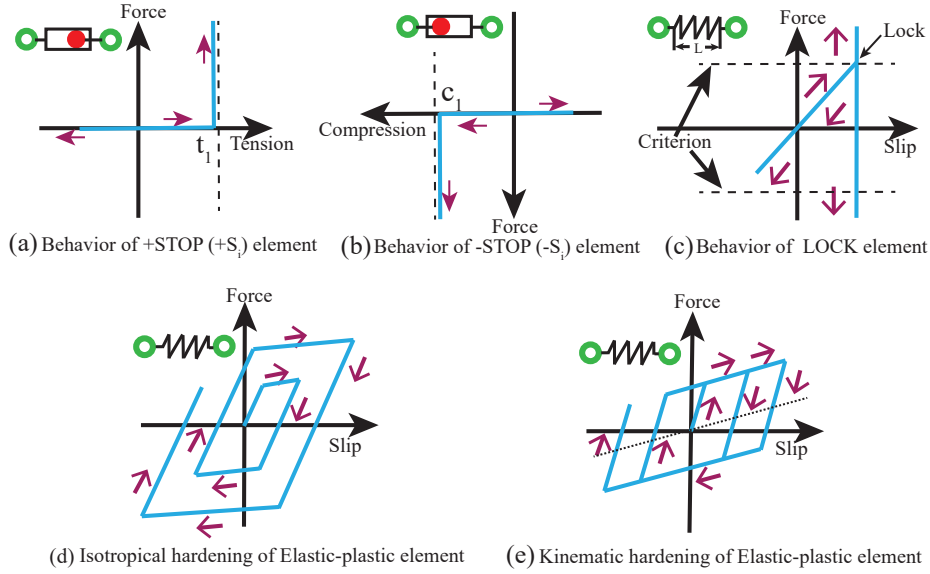 Force
t1
Tension
(a) Behavior of +STOP (+Si) element
c1
Compression
Force
(b) Behavior of -STOP (-Si) element
L
Force
Lock
Criterion
Slip
(c) Behavior of LOCK element
Force
Slip
(d) Isotropical hardening of Elastic-plastic element
Force
Slip
(e) Kinematic hardening of Elastic-plastic element